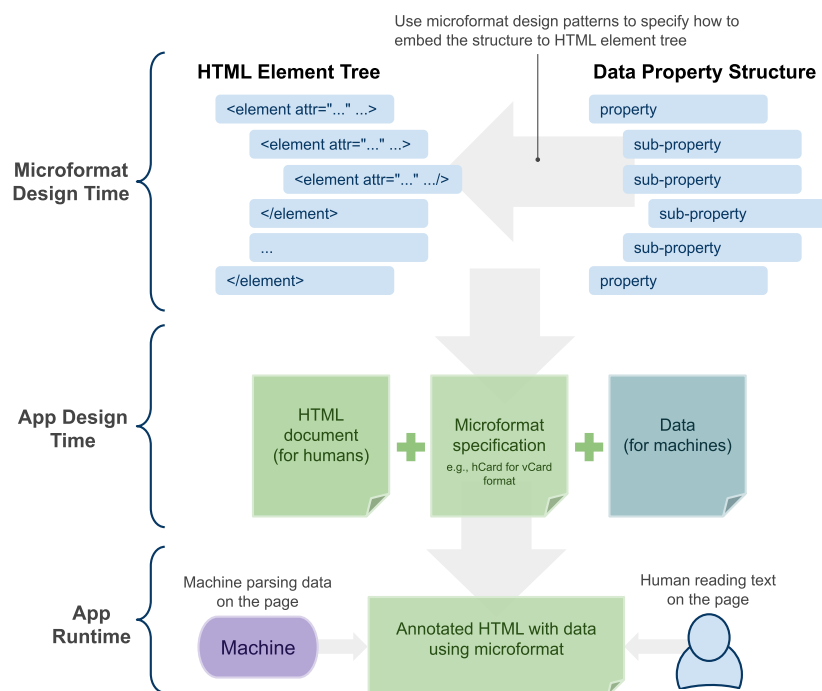 Use microformat design patterns to specify how to
embed the structure to HTML element tree
HTML Element Tree
Data Property Structure
Microformat
Design Time
<element attr="..." ...>
<element attr="..." ...>
<element attr="..." .../>
</element>
...
</element>
property
sub-property
sub-property
sub-property
sub-property
property
App Design
Time
HTML
document
(for humans)
Microformat
specification
e.g., hCard for vCard
format
Data
(for machines)
App
Runtime
Machine parsing data
on the page
Machine
Annotated HTML with data
using microformat
Human reading text
on the page